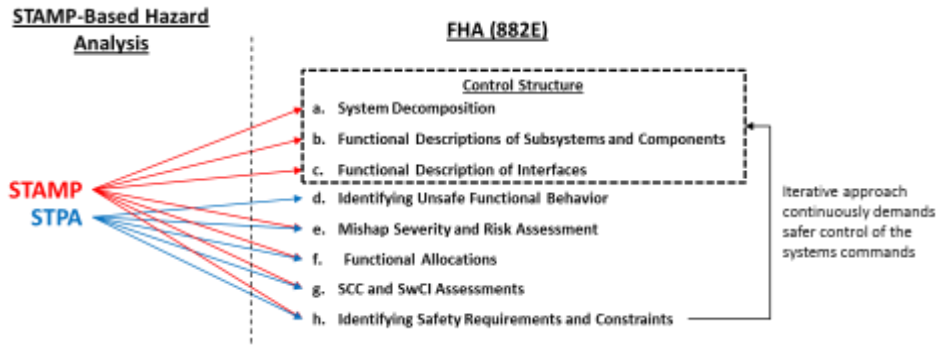 STAMP-Based Hazard
Analysis
FHA (882E)
Control Structure
a. System Decomposition
b. Functional Descriptions of Subsystems and Components
c. Functional Description of Interfaces
STAMP
STPA
d. Identifying Unsafe Functional Behavior
e. Mishap Severity and Risk Assessment
f. Functional Allocations
g. SCC and SwCI Assessments
h. Identifying Safety Requirements and Constraints
Iterative approach
continuously demands
safer control of the
systems commands